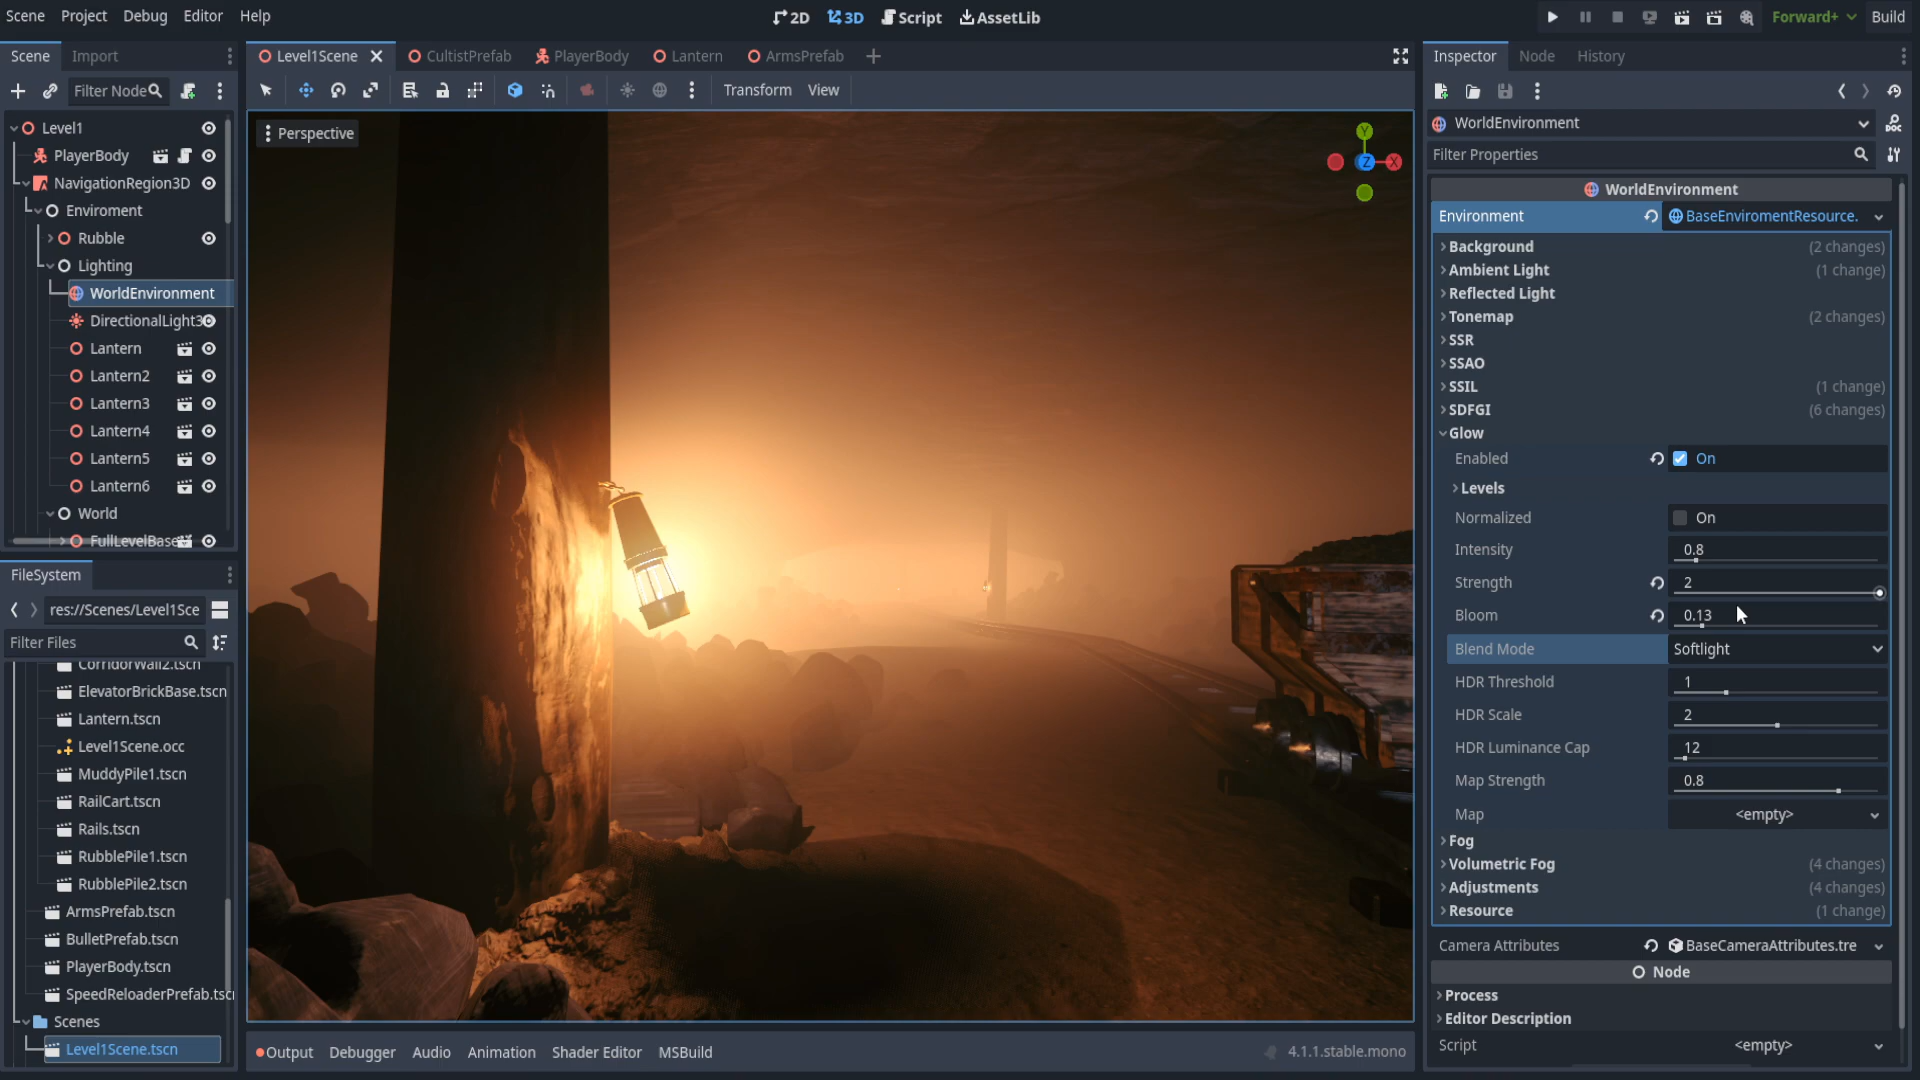 Scene Project Debug Editor Help
2D 3D Script AssetLib
Forward+ Build
Scene Import
Filter Node
Level1
PlayerBody
NavigationRegion3D
Enviroment
Rubble
Lighting
WorldEnvironment
DirectionalLight3
Lantern
Lantern2
Lantern3
Lantern4
Lantern5
Lantern6
World
FullLevelBase
FileSystem
res://Scenes/Level1Sce
Filter Files
CorridorWall2.tscn
ElevatorBrickBase.tscn
Lantern.tscn
Level1Scene.occ
MuddyPile1.tscn
RailCart.tscn
Rails.tscn
RubblePile1.tscn
RubblePile2.tscn
ArmsPrefab.tscn
BulletPrefab.tscn
PlayerBody.tscn
SpeedReloaderPrefab.tsc
Scenes
Level1Scene.tscn
Level1Scene CultistPrefab PlayerBody Lantern ArmsPrefab
Transform View
Perspective
Y
Z X
Output Debugger Audio Animation Shader Editor MSBuild
4.1.1.stable.mono
Inspector Node History
WorldEnvironment
Filter Properties
WorldEnvironment
Environment BaseEnviromentResource.
Background (2 changes)
Ambient Light (1 change)
Reflected Light
Tonemap (2 changes)
SSR
SSAO
SSIL (1 change)
SDFGI (6 changes)
Glow
Enabled On
Levels
Normalized On
Intensity 0.8
Strength 2
Bloom 0.13
Blend Mode Softlight
HDR Threshold 1
HDR Scale 2
HDR Luminance Cap 12
Map Strength 0.8
Map <empty>
Fog
Volumetric Fog (4 changes)
Adjustments (4 changes)
Resource (1 change)
Camera Attributes BaseCameraAttributes.tre
Node
Process
Editor Description
Script <empty>